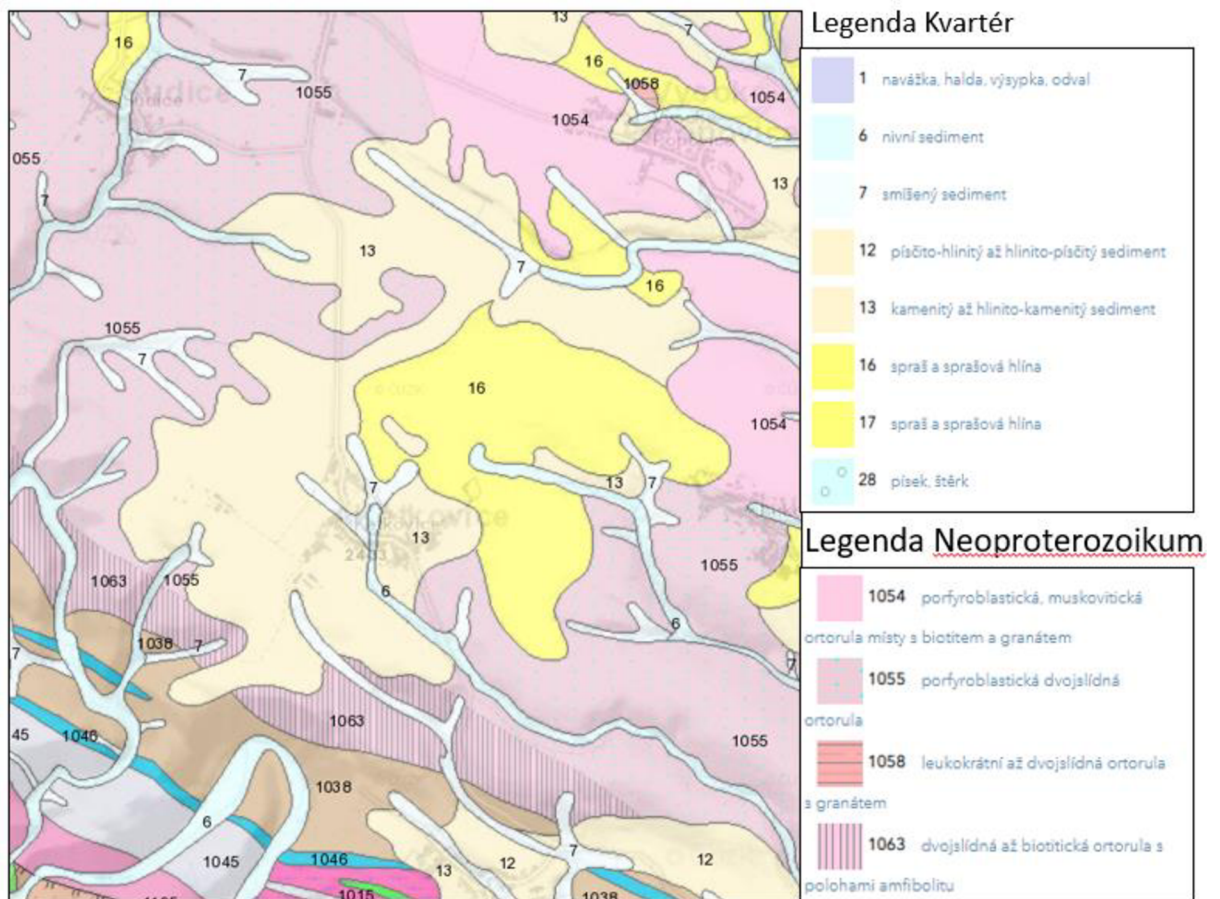 Legenda Kvartér
1 navážka, halda, výsypka, odval
6 nivní sediment
7 smíšený sediment
12 písčito-hlinitý až hlinito-písčitý sediment
13 kamenitý až hlinito-kamenitý sediment
16 spraš a sprašová hlína
17 spraš a sprašová hlína
28 písek, štěrk
Legenda Neoproterozoikum
1054 porfyroblastická, muskovitická
ortorula místy s biotitem a granátem
1055 porfyroblastická dvojslídná
ortorula
1058 leukokrátní až dvojslídná ortorula
s granátem
1063 dvojslídná až biotitická ortorula s
polohami amfibolitu
13
7
16
16
7
1058
1054
1055
Sudice
1054
055
13
7
13
7
16
1055
7
16
1054
13
7
7
13
1055
1063
1055
6
6
1038
7
7
7
1063
45
1046
1055
1038
6
1045
1046
13
12
7
12
1015
1038